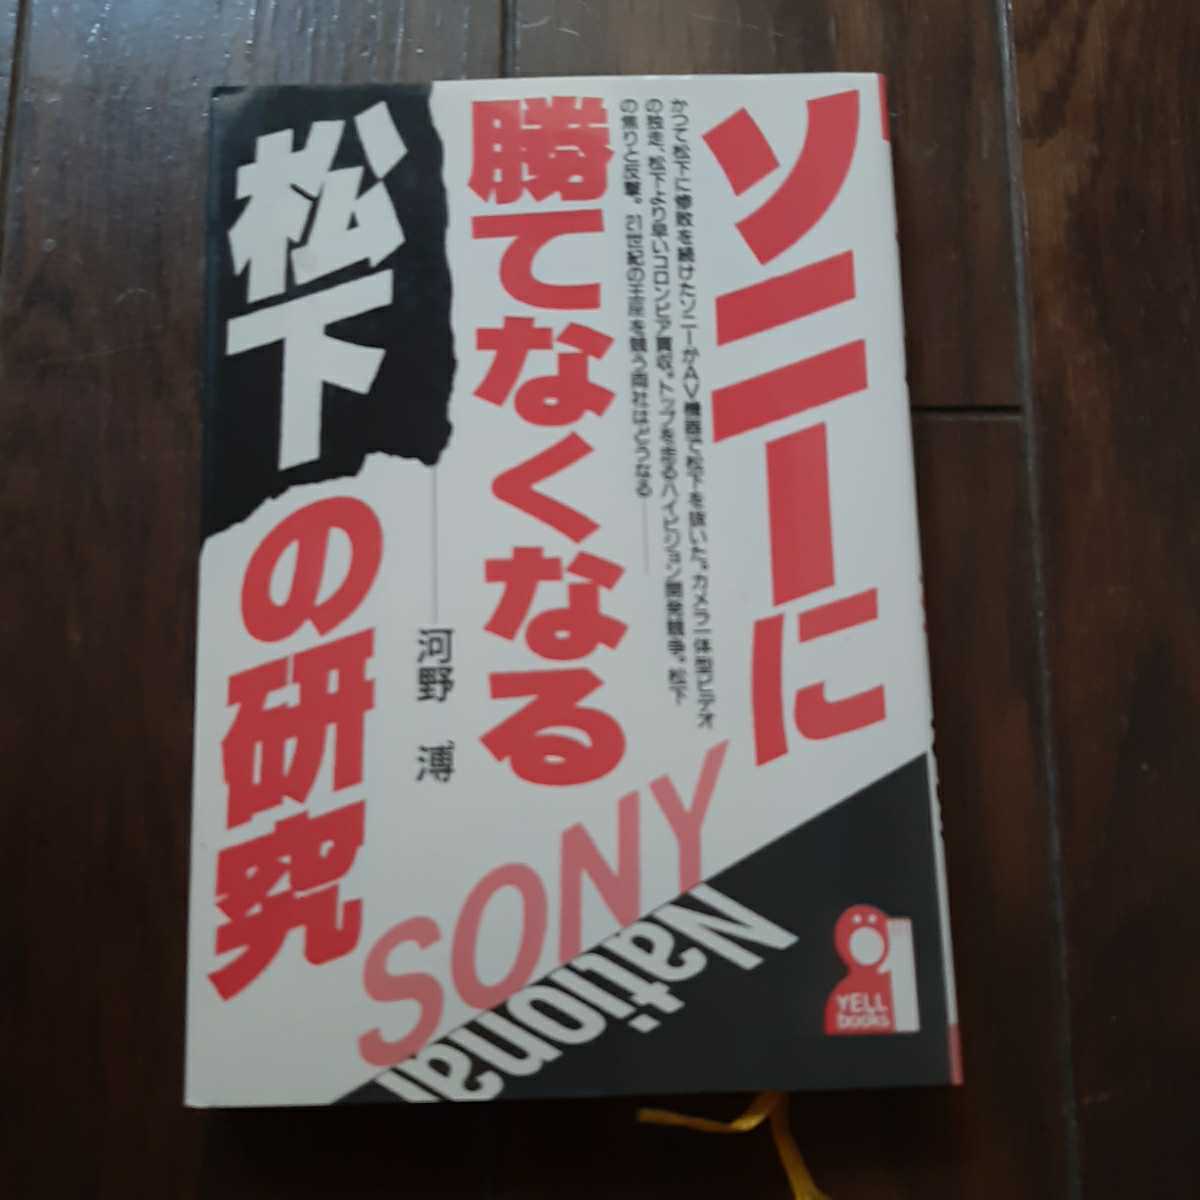 ソニーに
かつて松下に惨敗を続けたソニーがAV機器で松下を抜いた。カメラ一体型ビデオ
の独走、松下より早いコロンビア買収。トップを走るハイビジョン開発競争。松下
の焦りと反撃。21世紀の王座を競う両社はどうなる――
勝てなくなる
――河野 溥
松下
の研究
SONY
National
YELL
books